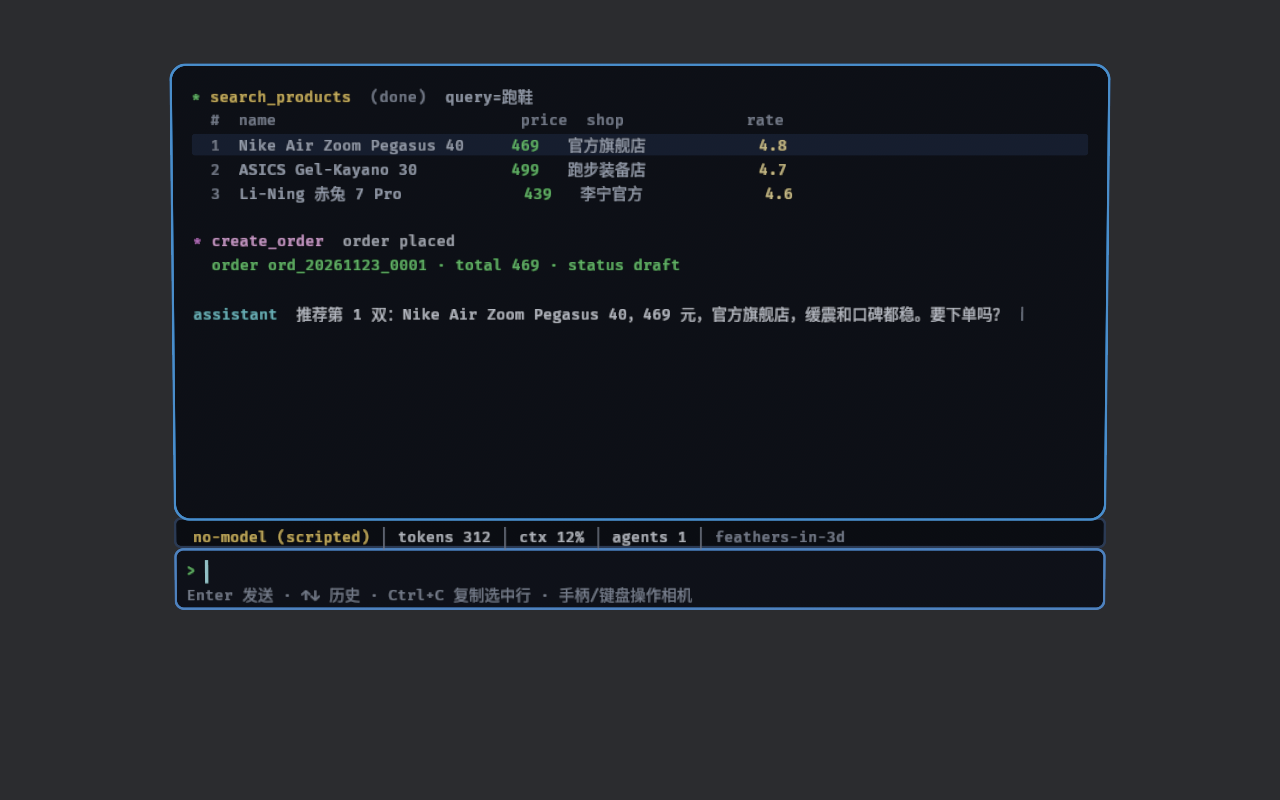 * search_products (done) query=跑鞋
# name price shop rate
1 Nike Air Zoom Pegasus 40 469 官方旗舰店 4.8
2 ASICS Gel-Kayano 30 499 跑步装备店 4.7
3 Li-Ning 赤兔 7 Pro 439 李宁官方 4.6
* create_order order placed
order ord_20261123_0001 · total 469 · status draft
assistant 推荐第 1 双：Nike Air Zoom Pegasus 40，469 元，官方旗舰店，缓震和口碑都稳。要下单吗？ |
no-model (scripted) │ tokens 312 │ ctx 12% │ agents 1 │ feathers-in-3d
>
Enter 发送 · ↑↓ 历史 · Ctrl+C 复制选中行 · 手柄/键盘操作相机